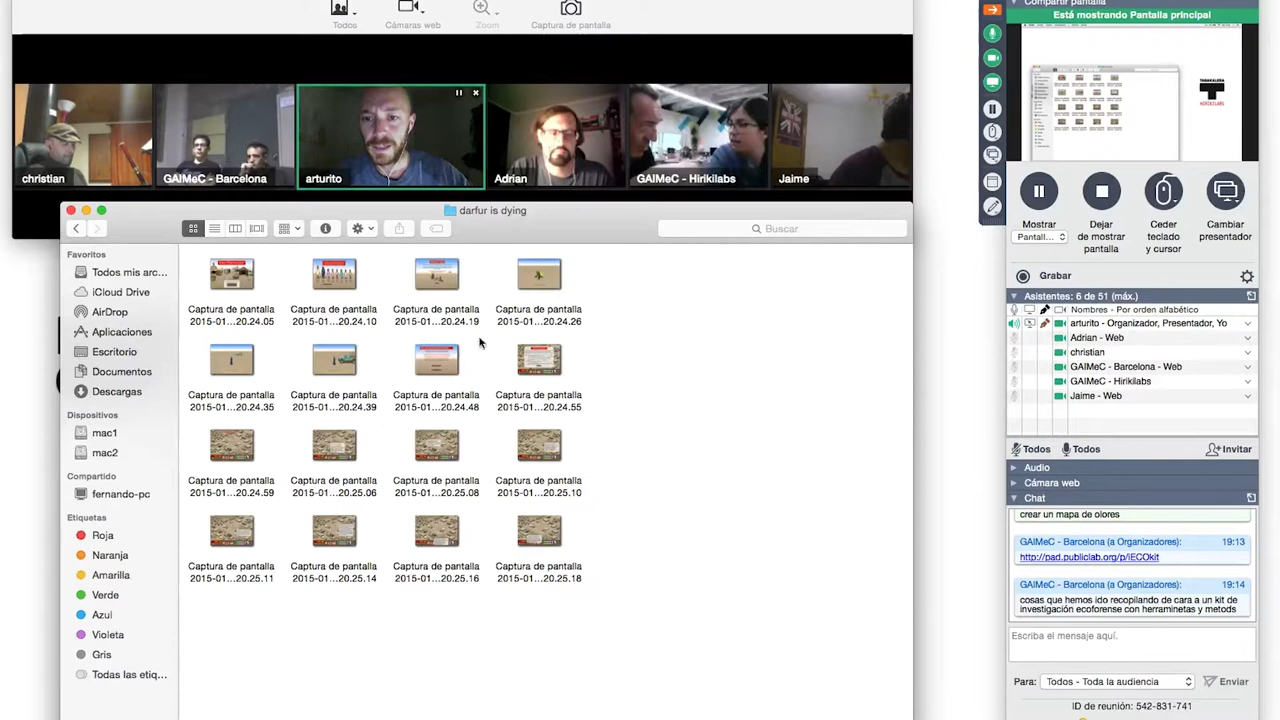 Todos
Cámaras web
Zoom
Captura de pantalla
christian
GAIMeC - Barcelona
arturito
Adrian
GAIMeC - Hirikilabs
Jaime
darfur is dying
Buscar
Favoritos
Todos mis arc...
iCloud Drive
AirDrop
Aplicaciones
Escritorio
Documentos
Descargas
Dispositivos
mac1
mac2
Compartido
fernando-pc
Etiquetas
Roja
Naranja
Amarilla
Verde
Azul
Violeta
Gris
Todas las etiq...
Captura de pantalla
2015-01...20.24.05
Captura de pantalla
2015-01...20.24.10
Captura de pantalla
2015-01...20.24.19
Captura de pantalla
2015-01...20.24.26
Captura de pantalla
2015-01...20.24.35
Captura de pantalla
2015-01...20.24.39
Captura de pantalla
2015-01...20.24.48
Captura de pantalla
2015-01...20.24.55
Captura de pantalla
2015-01...20.24.59
Captura de pantalla
2015-01...20.25.06
Captura de pantalla
2015-01...20.25.08
Captura de pantalla
2015-01...20.25.10
Captura de pantalla
2015-01...20.25.11
Captura de pantalla
2015-01...20.25.14
Captura de pantalla
2015-01...20.25.16
Captura de pantalla
2015-01...20.25.18
Compartir pantalla
Está mostrando Pantalla principal
TABAKALERA
HIRIKILABS
Mostrar
Pantall...
Dejar
de mostrar
pantalla
Ceder
teclado
y cursor
Cambiar
presentador
Grabar
Asistentes: 6 de 51 (máx.)
Nombres - Por orden alfabético
arturito - Organizador, Presentador, Yo
Adrian - Web
christian
GAIMeC - Barcelona - Web
GAIMeC - Hirikilabs
Jaime - Web
Todos
Todos
Invitar
Audio
Cámara web
Chat
crear un mapa de olores
GAIMeC - Barcelona (a Organizadores):
19:13
http://pad.publiclab.org/p/iECOkit
GAIMeC - Barcelona (a Organizadores):
19:14
cosas que hemos ido recopilando de cara a un kit de
investigación ecoforense con herraminetas y metods
Escriba el mensaje aquí.
Para:
Todos - Toda la audiencia
Enviar
ID de reunión: 542-831-741